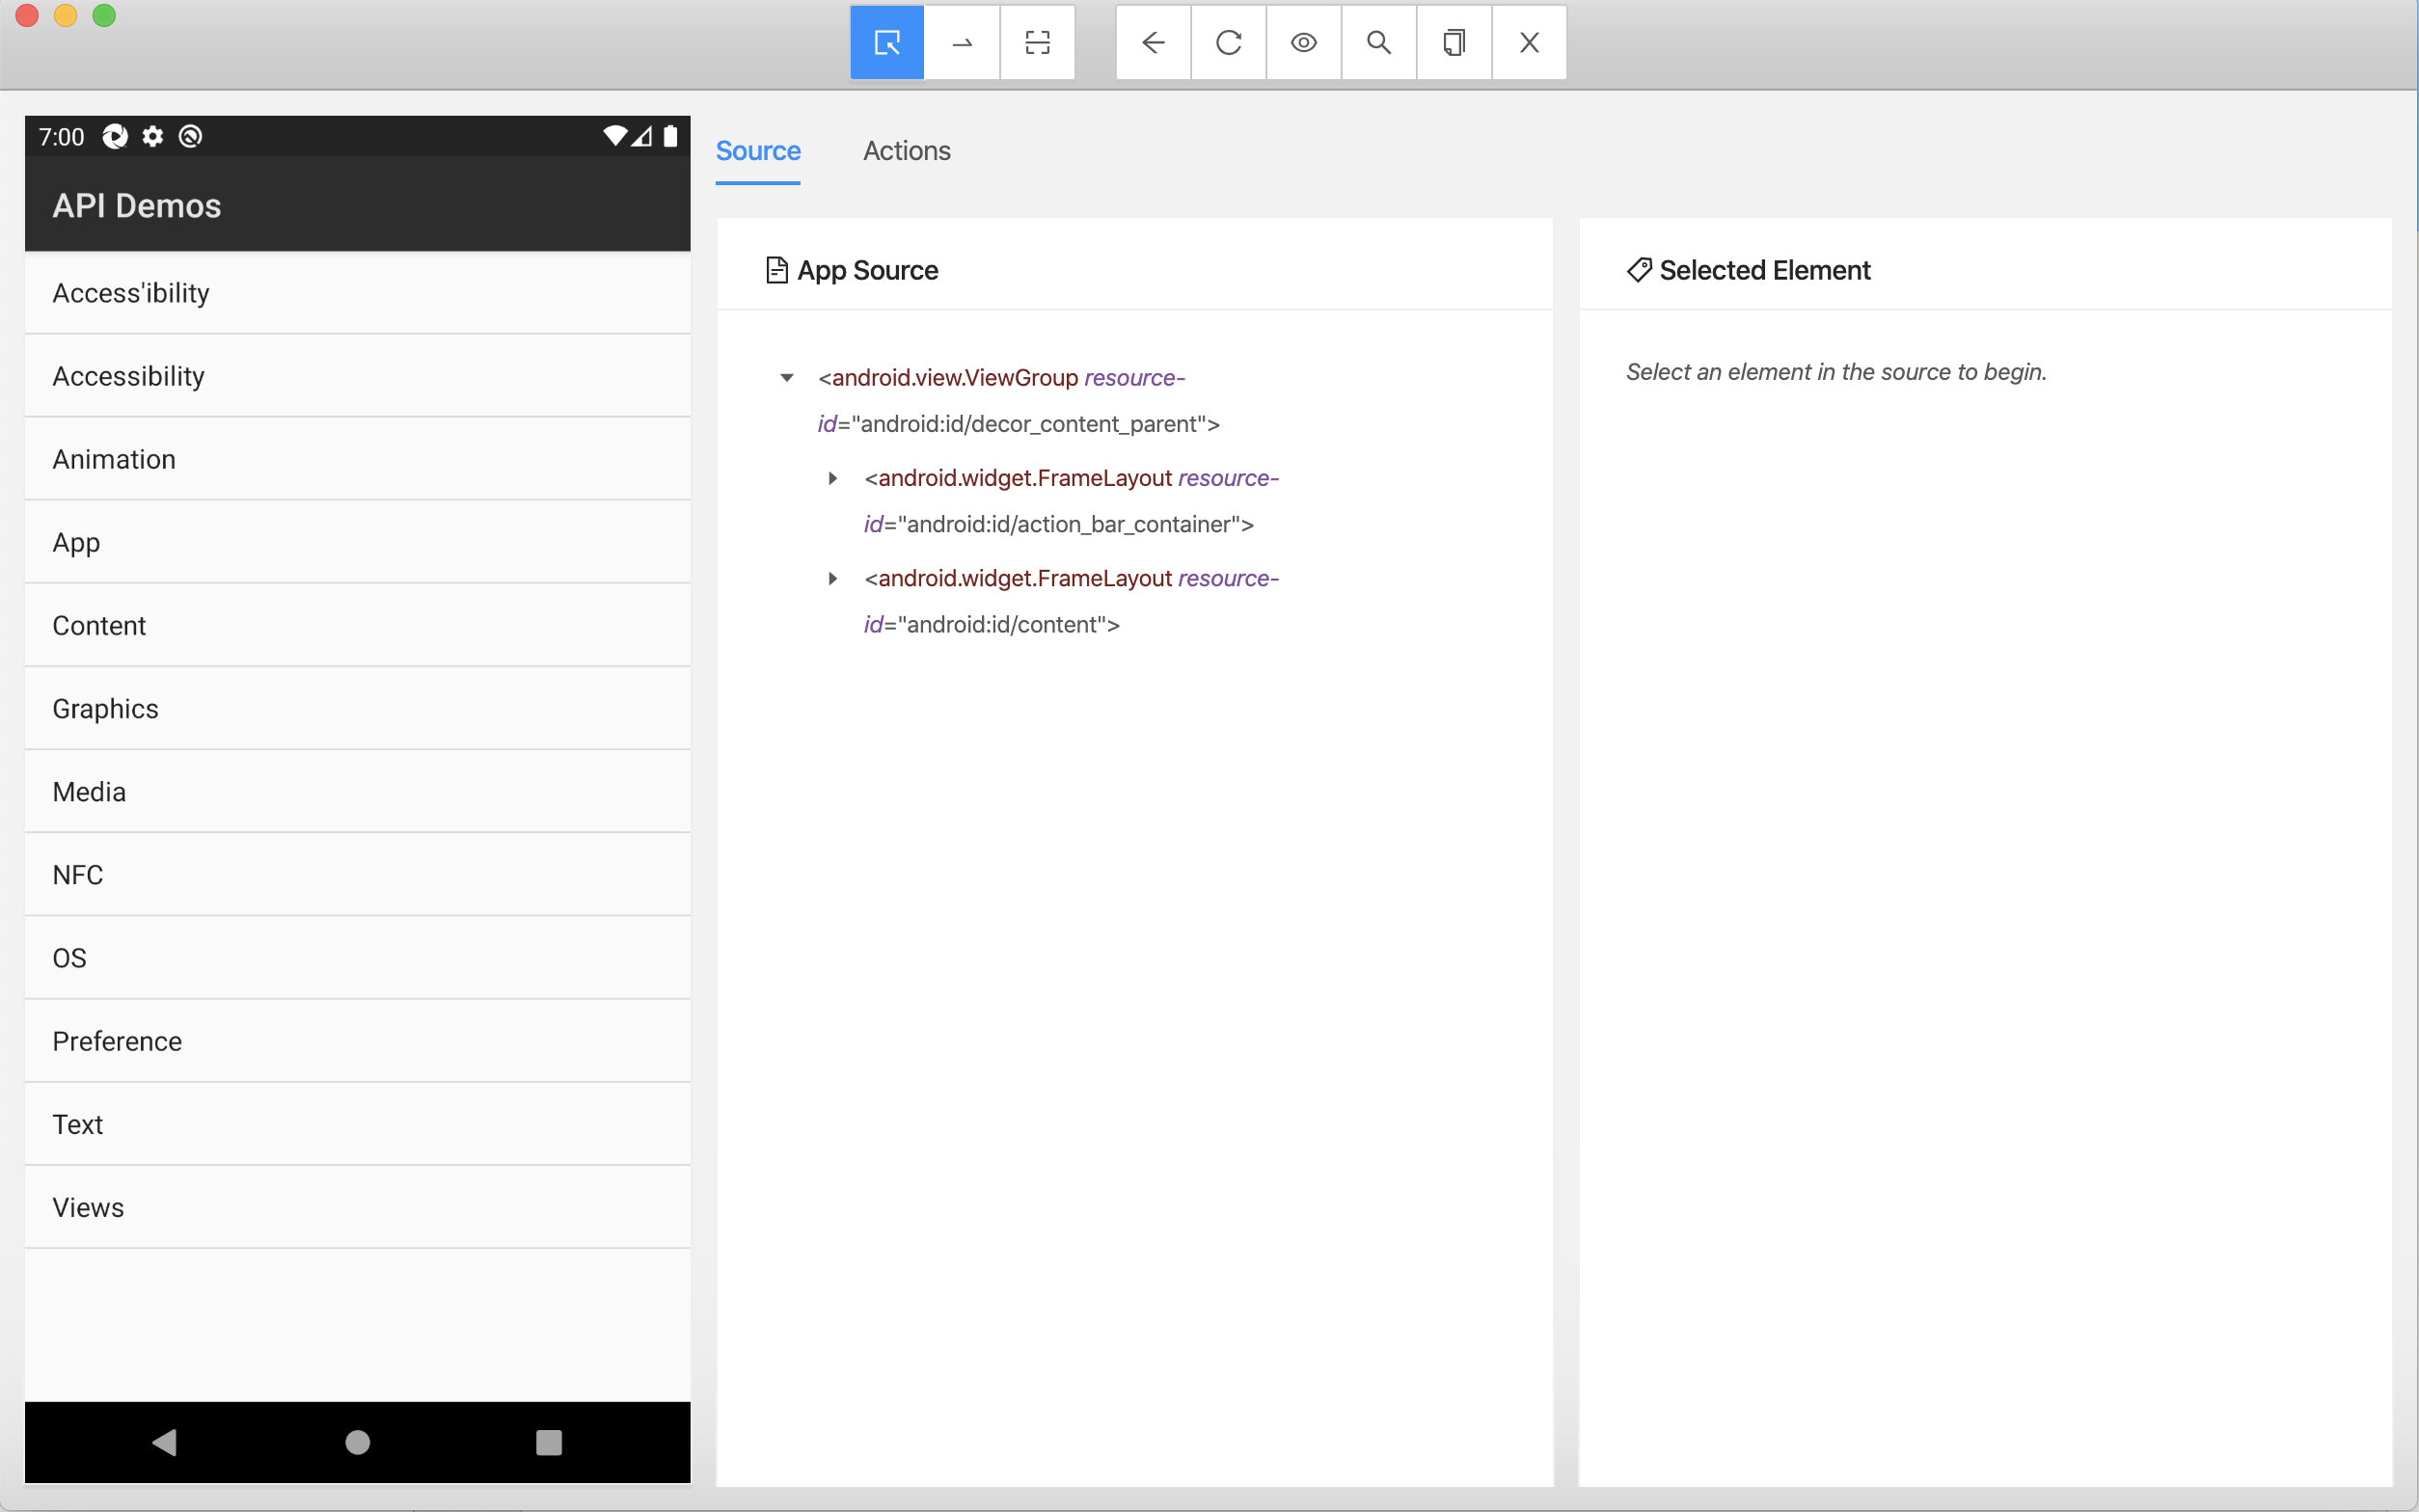 7:00
API Demos
Access'ibility
Accessibility
Animation
App
Content
Graphics
Media
NFC
OS
Preference
Text
Views
Source
Actions
App Source
<android.view.ViewGroup resource-
id="android:id/decor_content_parent">
<android.widget.FrameLayout resource-
id="android:id/action_bar_container">
<android.widget.FrameLayout resource-
id="android:id/content">
Selected Element
Select an element in the source to begin.